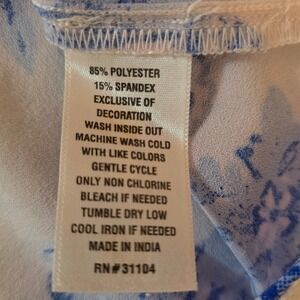 85% POLYESTER
15% SPANDEX
EXCLUSIVE OF
DECORATION
WASH INSIDE OUT
MACHINE WASH COLD
WITH LIKE COLORS
GENTLE CYCLE
ONLY NON CHLORINE
BLEACH IF NEEDED
TUMBLE DRY LOW
COOL IRON IF NEEDED
MADE IN INDIA
RN#31104